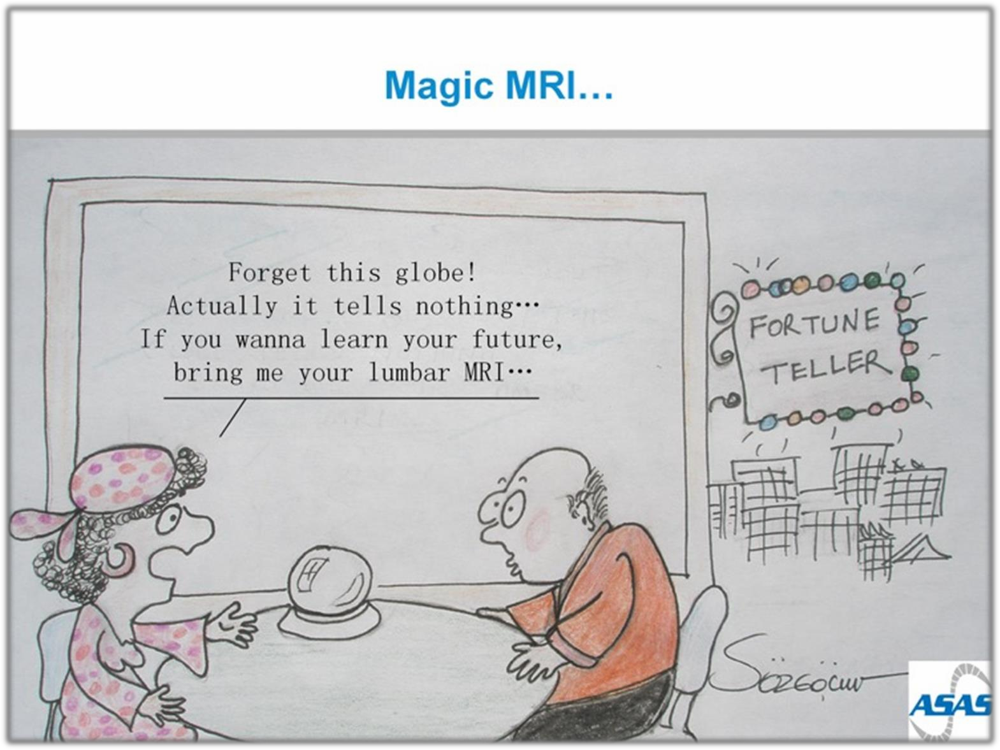 Magic MRI…
Forget this globe!
Actually it tells nothing…
If you wanna learn your future,
bring me your lumbar MRI…
FORTUNE
TELLER
ASAS